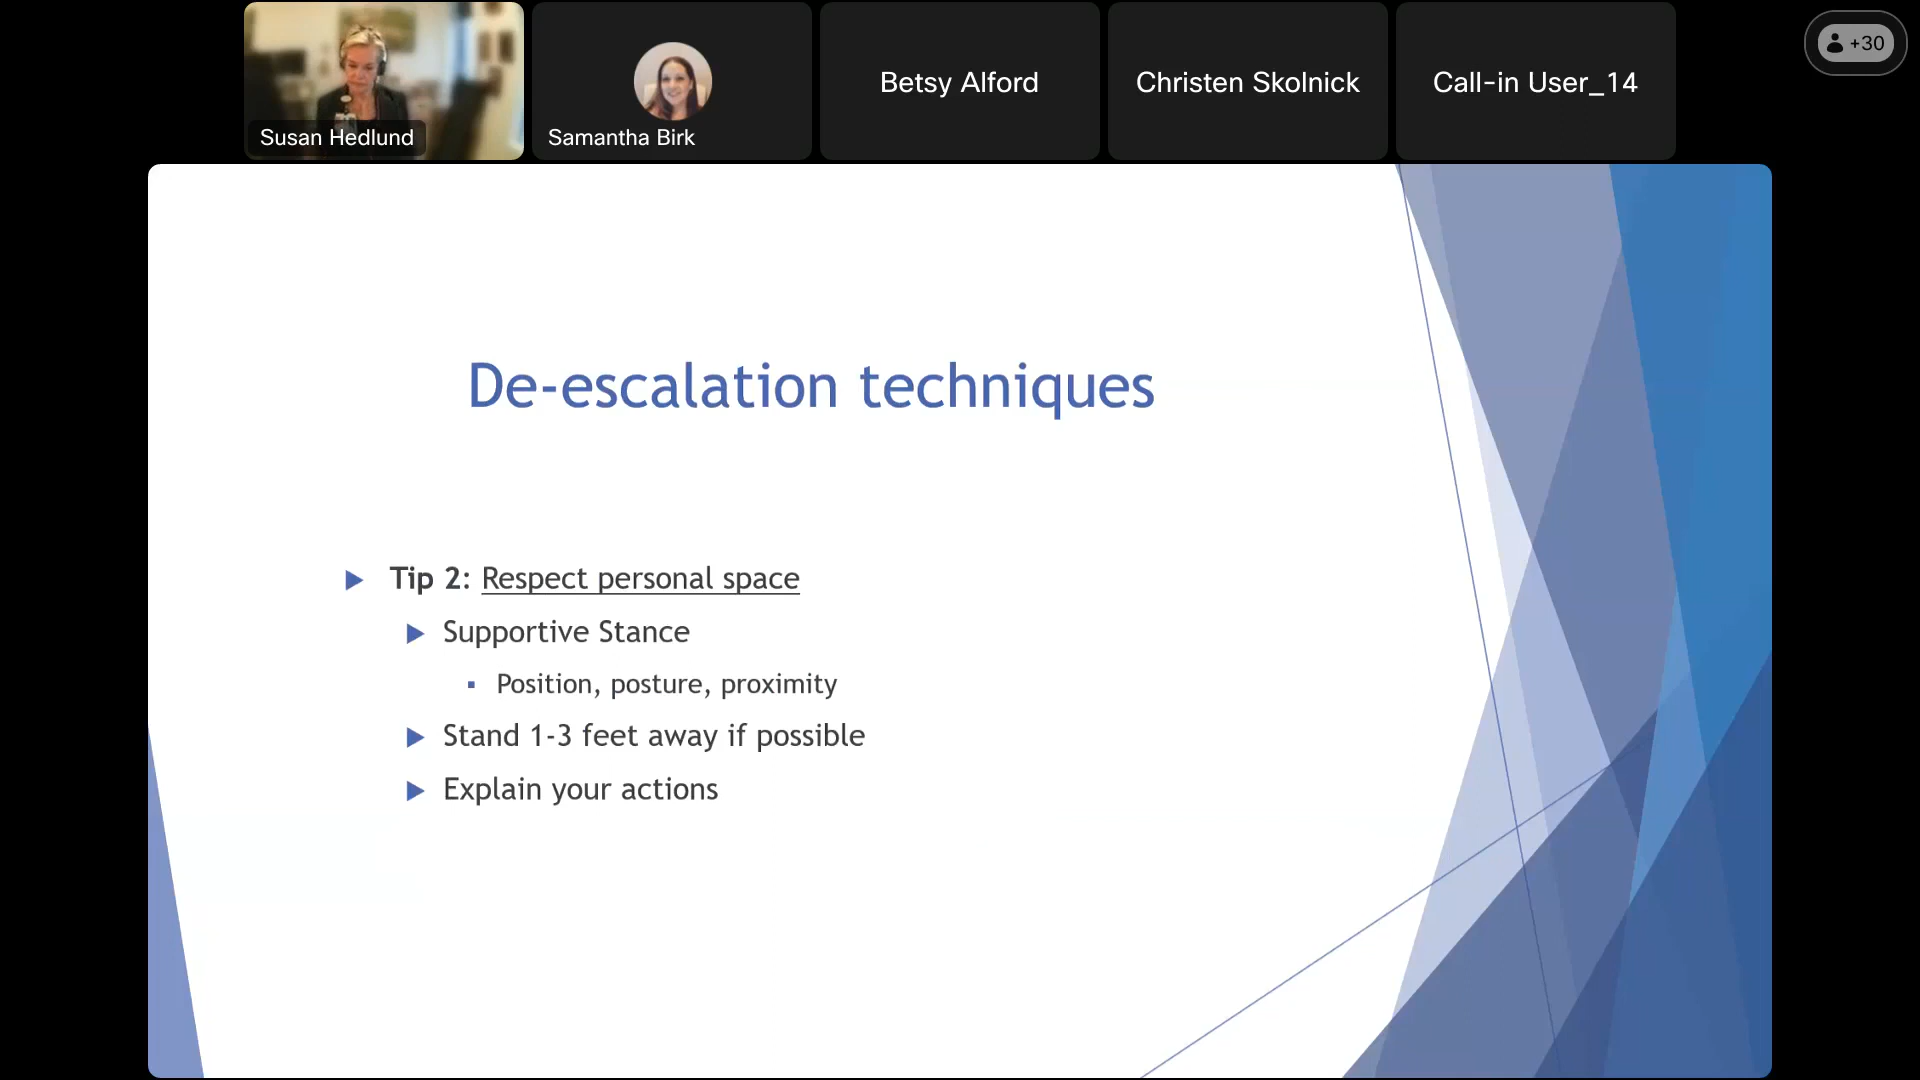 Susan Hedlund
Samantha Birk
Betsy Alford
Christen Skolnick
Call-in User_14
+30
De-escalation techniques
Tip 2: Respect personal space
Supportive Stance
Position, posture, proximity
Stand 1-3 feet away if possible
Explain your actions